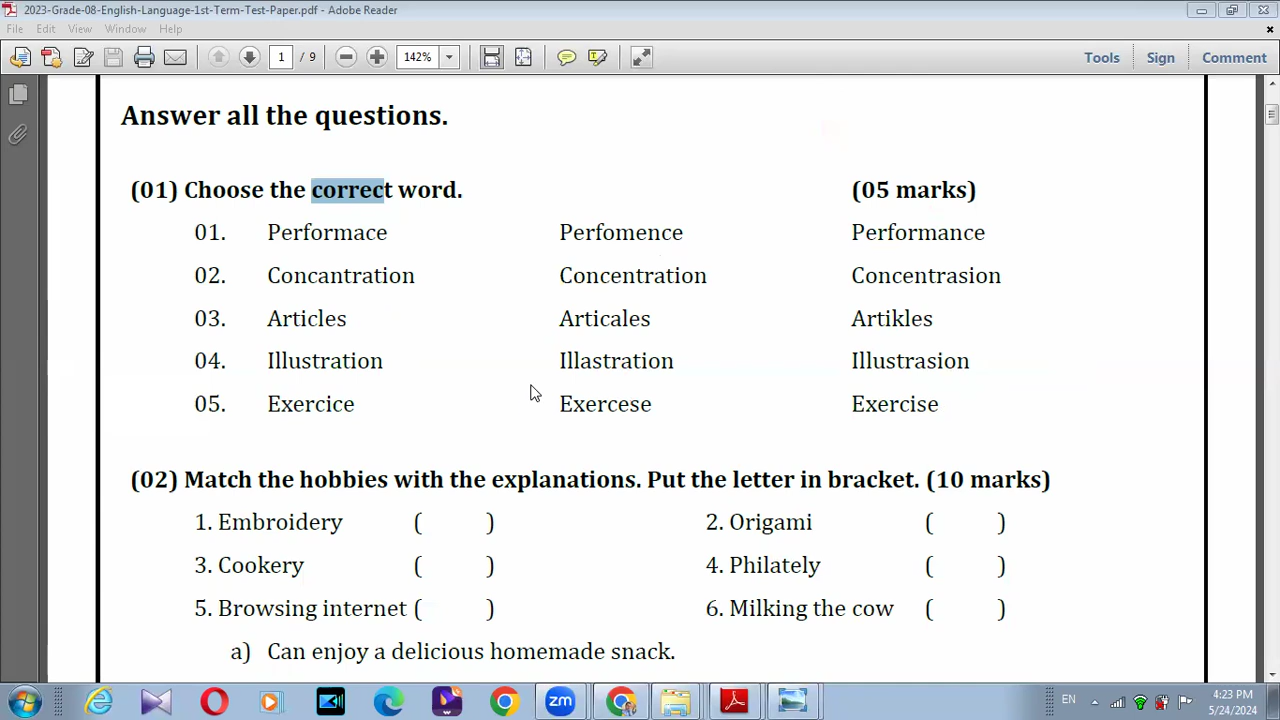 2023-Grade-08-English-Language-1st-Term-Test-Paper.pdf - Adobe Reader
File Edit View Window Help
1 / 9 142% Tools Sign Comment
Answer all the questions.
(01) Choose the correct word. (05 marks)
01. Performace Perfomence Performance
02. Concantration Concentration Concentrasion
03. Articles Articales Artikles
04. Illustration Illastration Illustrasion
05. Exercice Exercese Exercise
(02) Match the hobbies with the explanations. Put the letter in bracket. (10 marks)
1. Embroidery ( ) 2. Origami ( )
3. Cookery ( ) 4. Philately ( )
5. Browsing internet ( ) 6. Milking the cow ( )
a) Can enjoy a delicious homemade snack.
EN 4:23 PM
5/24/2024